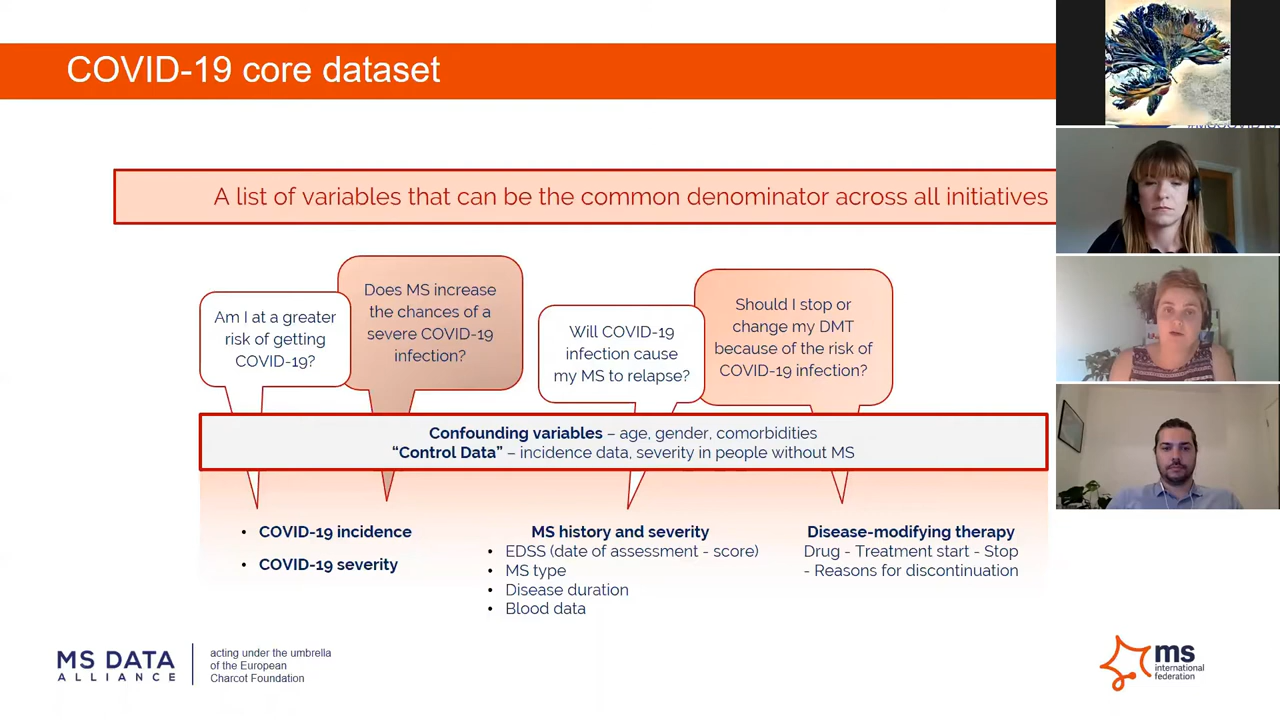 COVID-19 core dataset
A list of variables that can be the common denominator across all initiatives
Am I at a greater
risk of getting
COVID-19?
Does MS increase
the chances of a
severe COVID-19
infection?
Will COVID-19
infection cause
my MS to relapse?
Should I stop or
change my DMT
because of the risk of
COVID-19 infection?
Confounding variables – age, gender, comorbidities
“Control Data” – incidence data, severity in people without MS
• COVID-19 incidence
• COVID-19 severity
MS history and severity
• EDSS (date of assessment - score)
• MS type
• Disease duration
• Blood data
Disease-modifying therapy
Drug - Treatment start - Stop
- Reasons for discontinuation
MS DATA
ALLIANCE
acting under the umbrella
of the European
Charcot Foundation
ms
international
federation